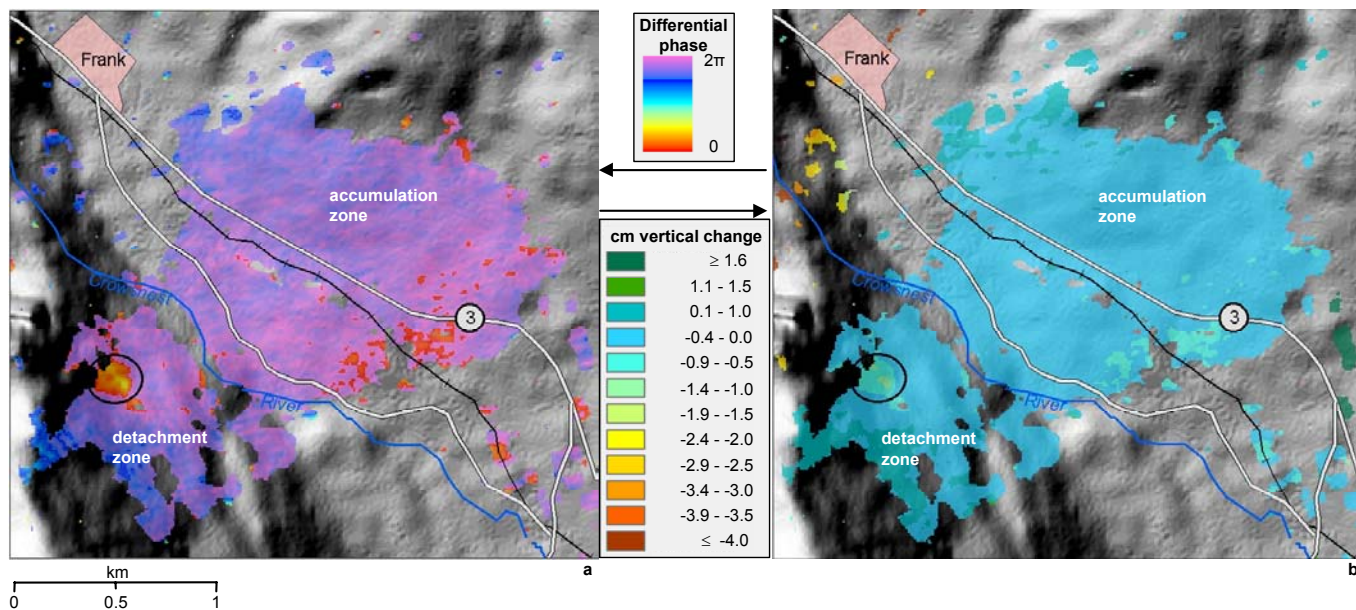 Frank
accumulation
zone
Crowsnest
River
3
detachment
zone
a
km
0 0.5 1
Differential
phase
2π
0
cm vertical change
≥ 1.6
1.1 - 1.5
0.1 - 1.0
-0.4 - 0.0
-0.9 - -0.5
-1.4 - -1.0
-1.9 - -1.5
-2.4 - -2.0
-2.9 - -2.5
-3.4 - -3.0
-3.9 - -3.5
≤ -4.0
Frank
accumulation
zone
Crowsnest
River
3
detachment
zone
b